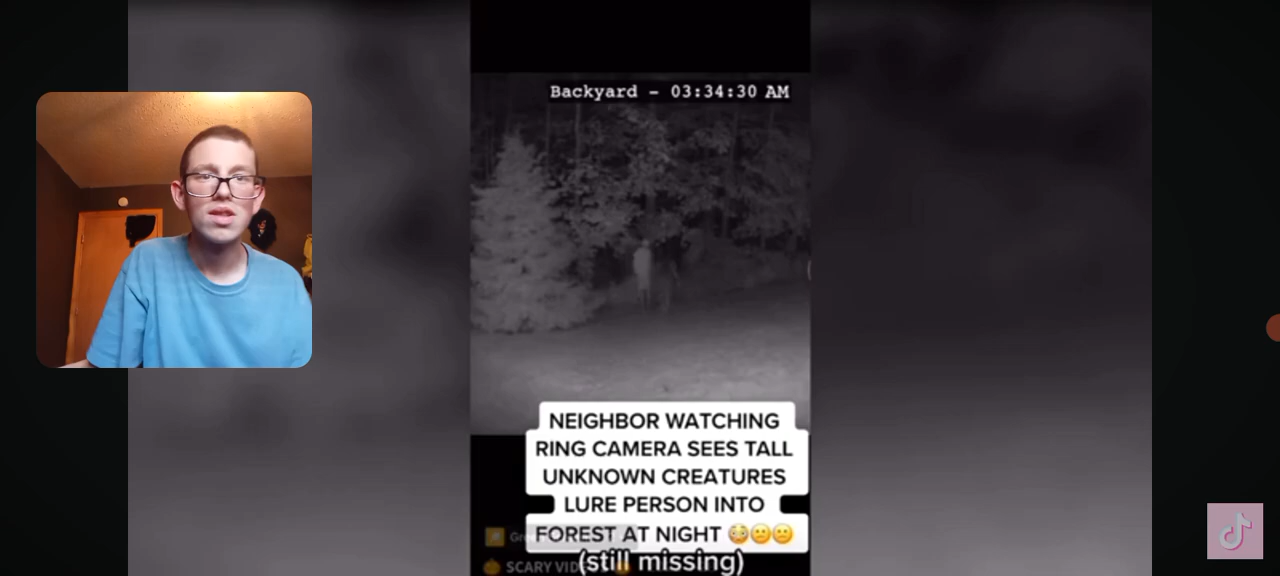 Backyard - 03:34:30 AM
NEIGHBOR WATCHING
RING CAMERA SEES TALL
UNKNOWN CREATURES
LURE PERSON INTO
FOREST AT NIGHT 😳😕😕
(still missing)
🎃 SCARY